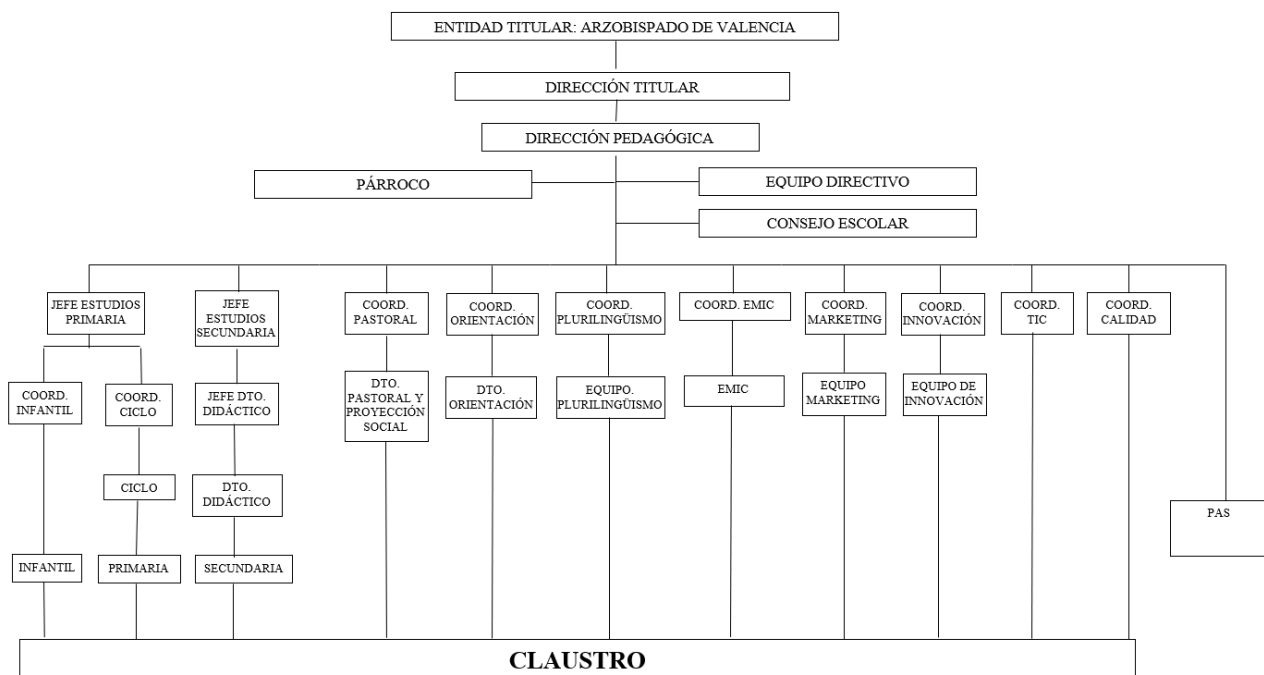 ENTIDAD TITULAR: ARZOBISPADO DE VALENCIA
DIRECCIÓN TITULAR
DIRECCIÓN PEDAGÓGICA
PÁRROCO
EQUIPO DIRECTIVO
CONSEJO ESCOLAR
JEFE ESTUDIOS
PRIMARIA
JEFE
ESTUDIOS
SECUNDARIA
COORD.
PASTORAL
COORD.
ORIENTACIÓN
COORD.
PLURILINGÜISMO
COORD. EMIC
COORD.
MARKETING
COORD.
INNOVACIÓN
COORD.
TIC
COORD.
CALIDAD
COORD.
INFANTIL
COORD.
CICLO
JEFE DTO.
DIDÁCTICO
DTO.
PASTORAL Y
PROYECCIÓN
SOCIAL
DTO.
ORIENTACIÓN
EQUIPO.
PLURILINGÜISMO
EMIC
EQUIPO
MARKETING
EQUIPO DE
INNOVACIÓN
CICLO
DTO.
DIDÁCTICO
PAS
INFANTIL
PRIMARIA
SECUNDARIA
CLAUSTRO